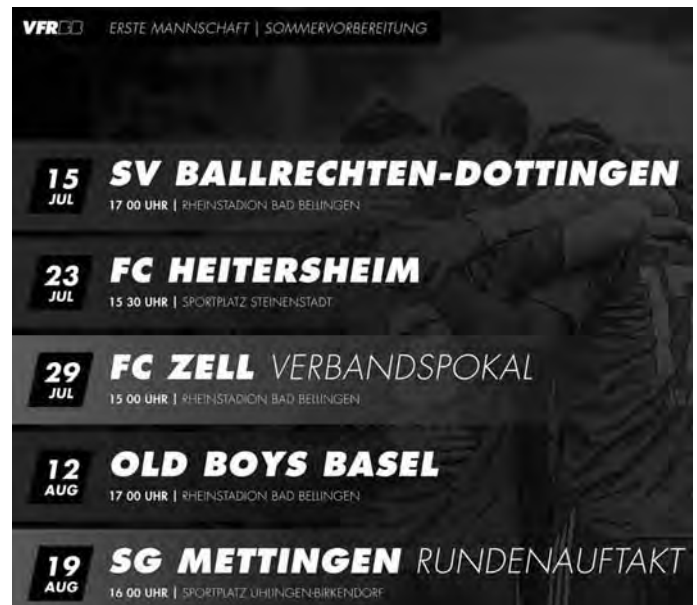 VFRBB ERSTE MANNSCHAFT | SOMMERVORBEREITUNG
15 SV BALLRECHTEN-DOTTINGEN
JUL 17 00 UHR | RHEINSTADION BAD BELLINGEN
23 FC HEITERSHEIM
JUL 15 30 UHR | SPORTPLATZ STEINENSTADT
29 FC ZELL VERBANDSPOKAL
JUL 15 00 UHR | RHEINSTADION BAD BELLINGEN
12 OLD BOYS BASEL
AUG 17 00 UHR | RHEINSTADION BAD BELLINGEN
19 SG METTINGEN RUNDENAUFTAKT
AUG 16 00 UHR | SPORTPLATZ ÜHLINGEN-BIRKENDORF